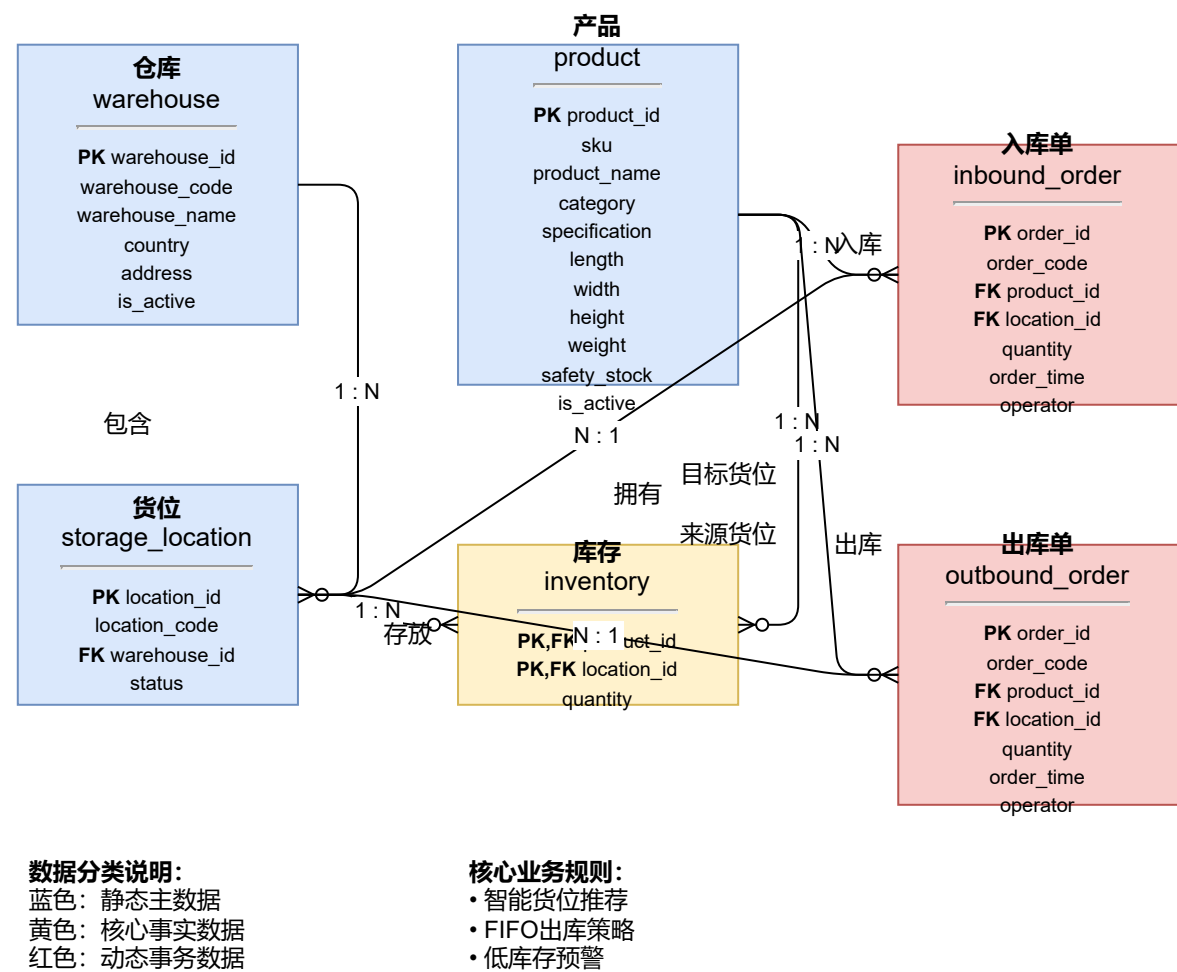 仓库
warehouse
PK warehouse_id
warehouse_code
warehouse_name
country
address
is_active
产品
product
PK product_id
sku
product_name
category
specification
length
width
height
weight
safety_stock
is_active
入库单
inbound_order
PK order_id
order_code
FK product_id
FK location_id
quantity
order_time
operator
1 : N
入库
1 : N
包含
N : 1
1 : N
1 : N
目标货位
拥有
来源货位
出库
货位
storage_location
PK location_id
location_code
FK warehouse_id
status
1 : N
存放
库存
inventory
PK,FK uct_id
N : 1
PK,FK location_id
quantity
出库单
outbound_order
PK order_id
order_code
FK product_id
FK location_id
quantity
order_time
operator
数据分类说明：
蓝色：静态主数据
黄色：核心事实数据
红色：动态事务数据
核心业务规则：
• 智能货位推荐
• FIFO出库策略
• 低库存预警